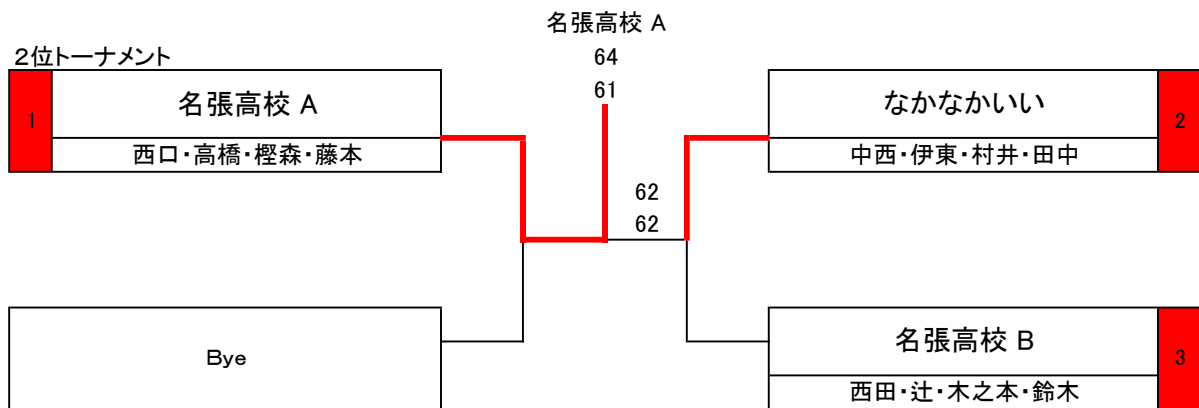 名張高校 A
2位トーナメント
64
61
1
名張高校 A
西口・高橋・樫森・藤本
なかなかいい
中西・伊東・村井・田中
2
62
62
Bye
名張高校 B
西田・辻・木之本・鈴木
3